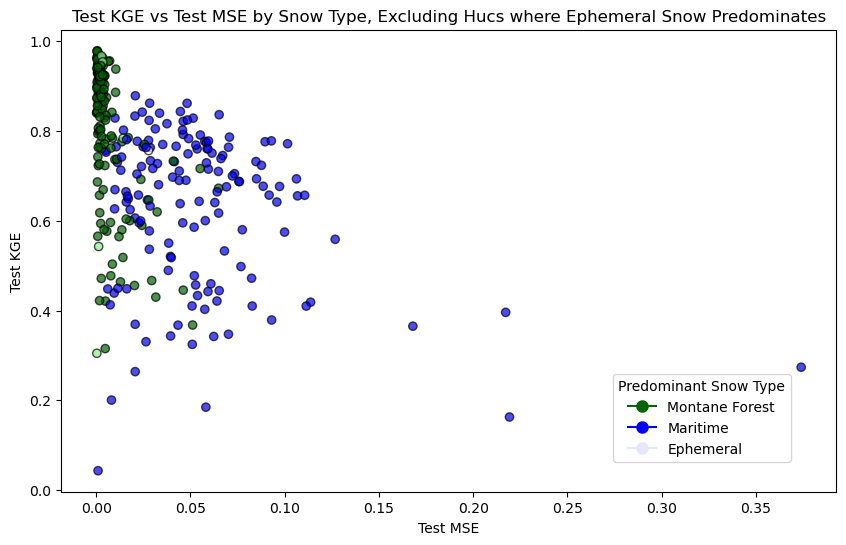 Test KGE vs Test MSE by Snow Type, Excluding Hucs where Ephemeral Snow Predominates
1.0
0.8
0.6
0.4
0.2
0.0
Test KGE
Predominant Snow Type
Montane Forest
Maritime
Ephemeral
0.00 0.05 0.10 0.15 0.20 0.25 0.30 0.35
Test MSE